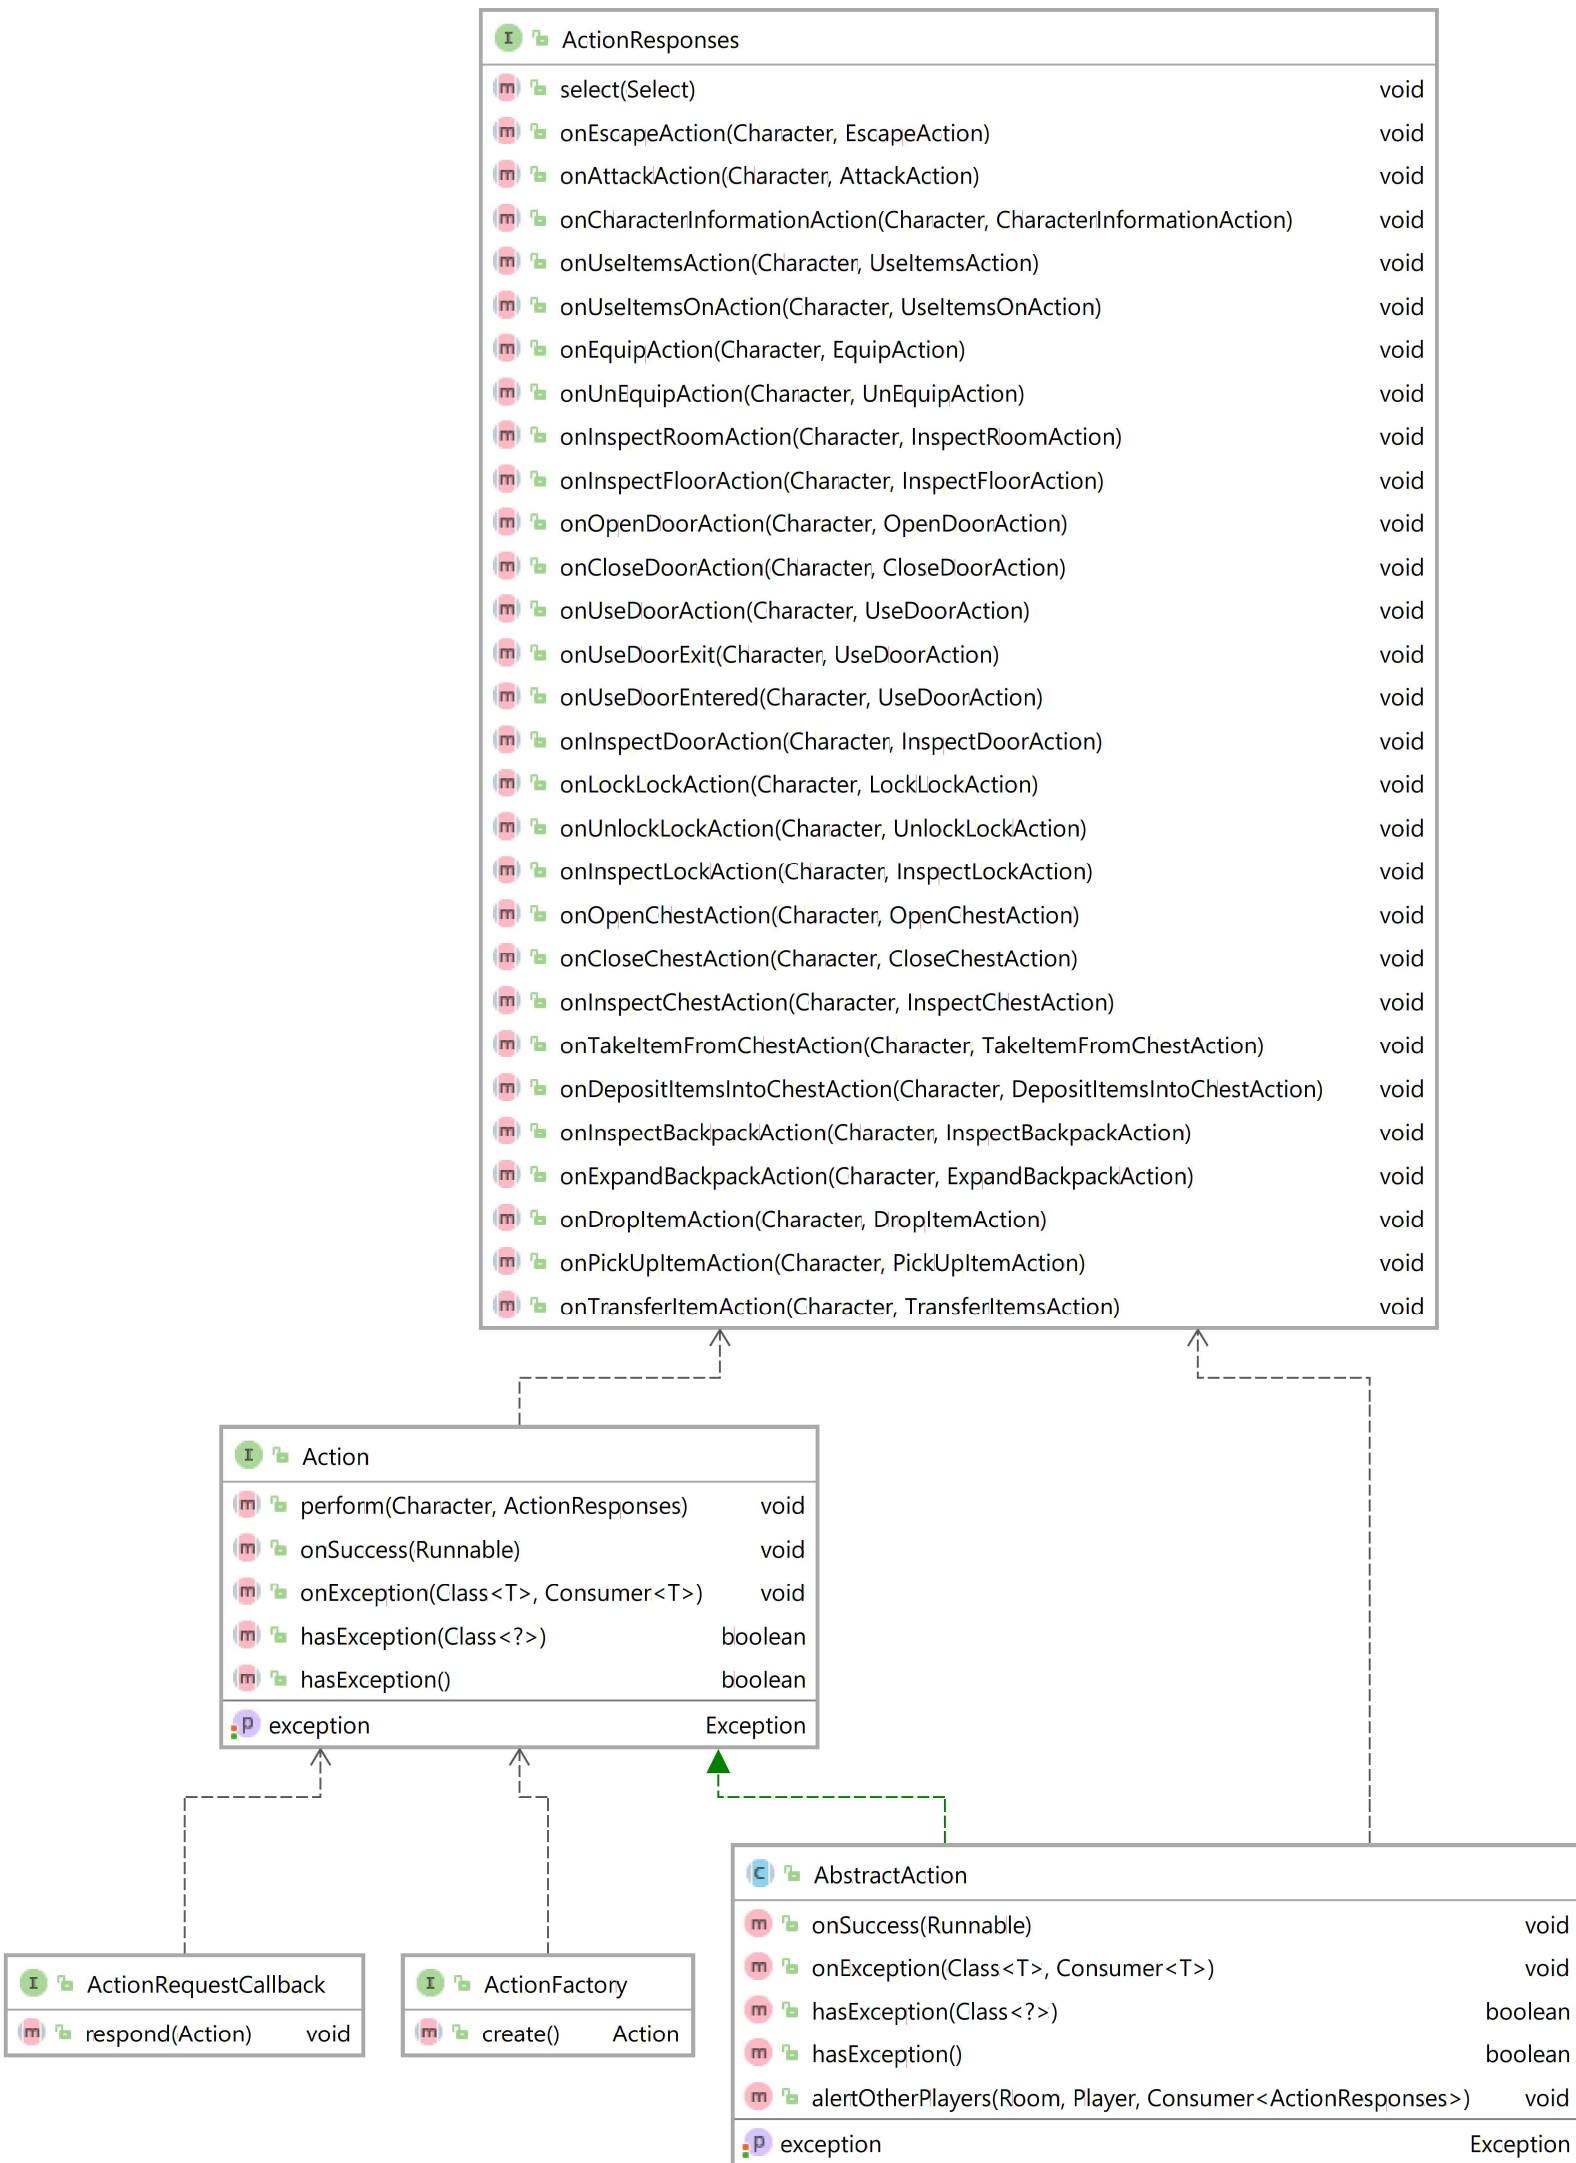 ActionResponses
select(Select) void
onEscapeAction(Character, EscapeAction) void
onAttackAction(Character, AttackAction) void
onCharacterInformationAction(Character, CharacterInformationAction) void
onUseItemsAction(Character, UseItemsAction) void
onUseItemsOnAction(Character, UseItemsOnAction) void
onEquipAction(Character, EquipAction) void
onUnEquipAction(Character, UnEquipAction) void
onInspectRoomAction(Character, InspectRoomAction) void
onInspectFloorAction(Character, InspectFloorAction) void
onOpenDoorAction(Character, OpenDoorAction) void
onCloseDoorAction(Character, CloseDoorAction) void
onUseDoorAction(Character, UseDoorAction) void
onUseDoorExit(Character, UseDoorAction) void
onUseDoorEntered(Character, UseDoorAction) void
onInspectDoorAction(Character, InspectDoorAction) void
onLockLockAction(Character, LockLockAction) void
onUnlockLockAction(Character, UnlockLockAction) void
onInspectLockAction(Character, InspectLockAction) void
onOpenChestAction(Character, OpenChestAction) void
onCloseChestAction(Character, CloseChestAction) void
onInspectChestAction(Character, InspectChestAction) void
onTakeItemFromChestAction(Character, TakeItemFromChestAction) void
onDepositItemsIntoChestAction(Character, DepositItemsIntoChestAction) void
onInspectBackpackAction(Character, InspectBackpackAction) void
onExpandBackpackAction(Character, ExpandBackpackAction) void
onDropItemAction(Character, DropItemAction) void
onPickUpItemAction(Character, PickUpItemAction) void
onTransferItemAction(Character, TransferItemsAction) void
Action
perform(Character, ActionResponses) void
onSuccess(Runnable) void
onException(Class<T>, Consumer<T>) void
hasException(Class<?>) boolean
hasException() boolean
exception Exception
ActionRequestCallback
respond(Action) void
ActionFactory
create() Action
AbstractAction
onSuccess(Runnable) void
onException(Class<T>, Consumer<T>) void
hasException(Class<?>) boolean
hasException() boolean
alertOtherPlayers(Room, Player, Consumer<ActionResponses>) void
exception Exception